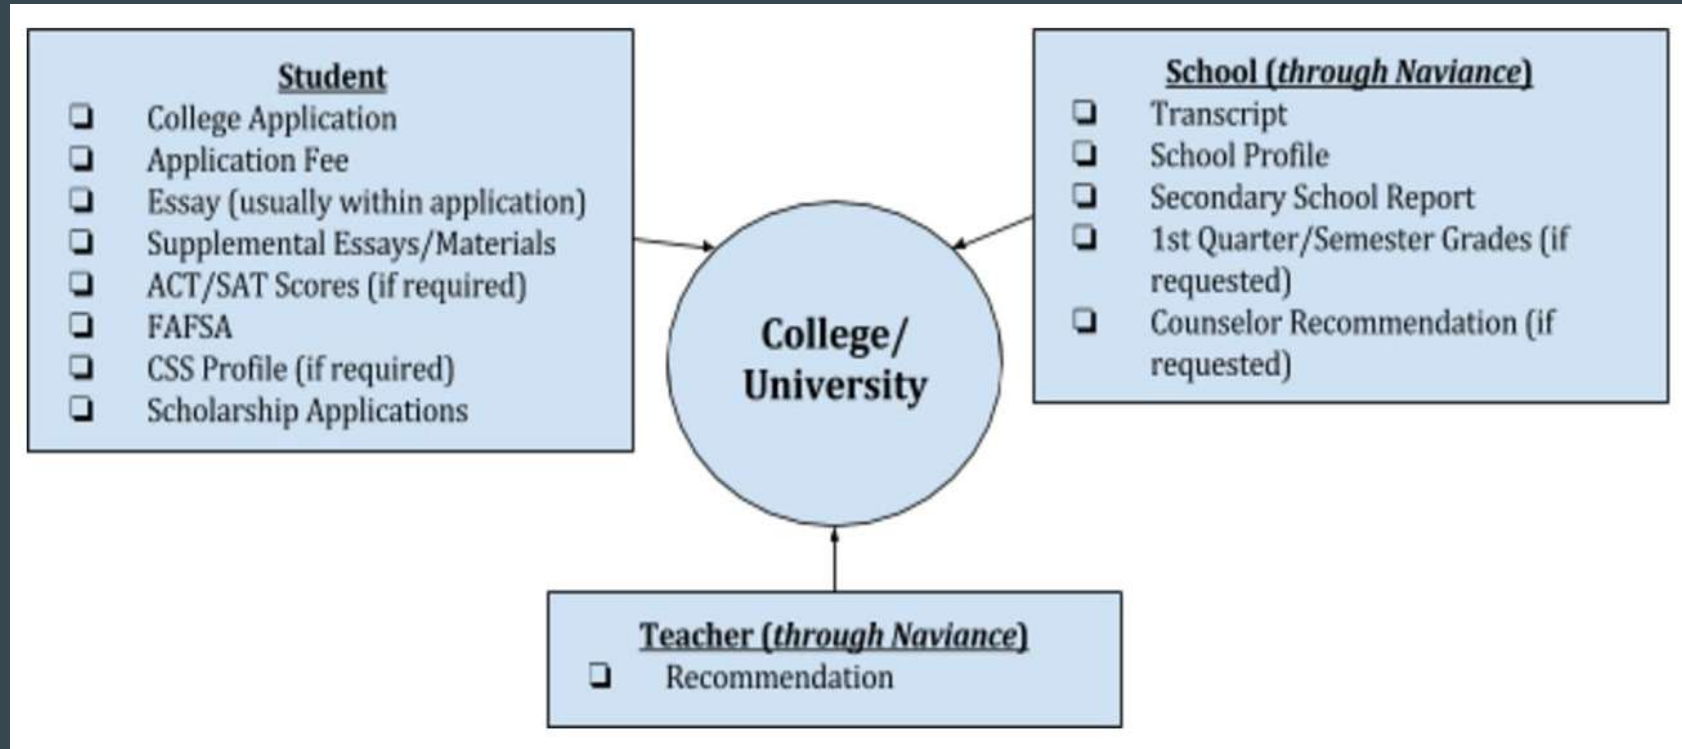 Student
❏ College Application
❏ Application Fee
❏ Essay (usually within application)
❏ Supplemental Essays/Materials
❏ ACT/SAT Scores (if required)
❏ FAFSA
❏ CSS Profile (if required)
❏ Scholarship Applications
School (through Naviance)
❏ Transcript
❏ School Profile
❏ Secondary School Report
❏ 1st Quarter/Semester Grades (if
requested)
❏ Counselor Recommendation (if
requested)
College/
University
Teacher (through Naviance)
❏ Recommendation